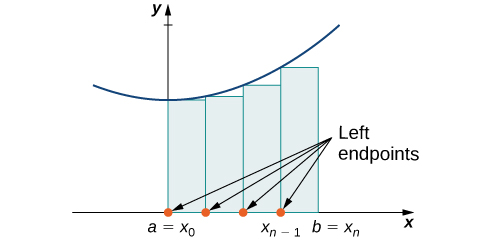 y
Left
endpoints
a = x₀
xₙ ₋ ₁
b = xₙ
x